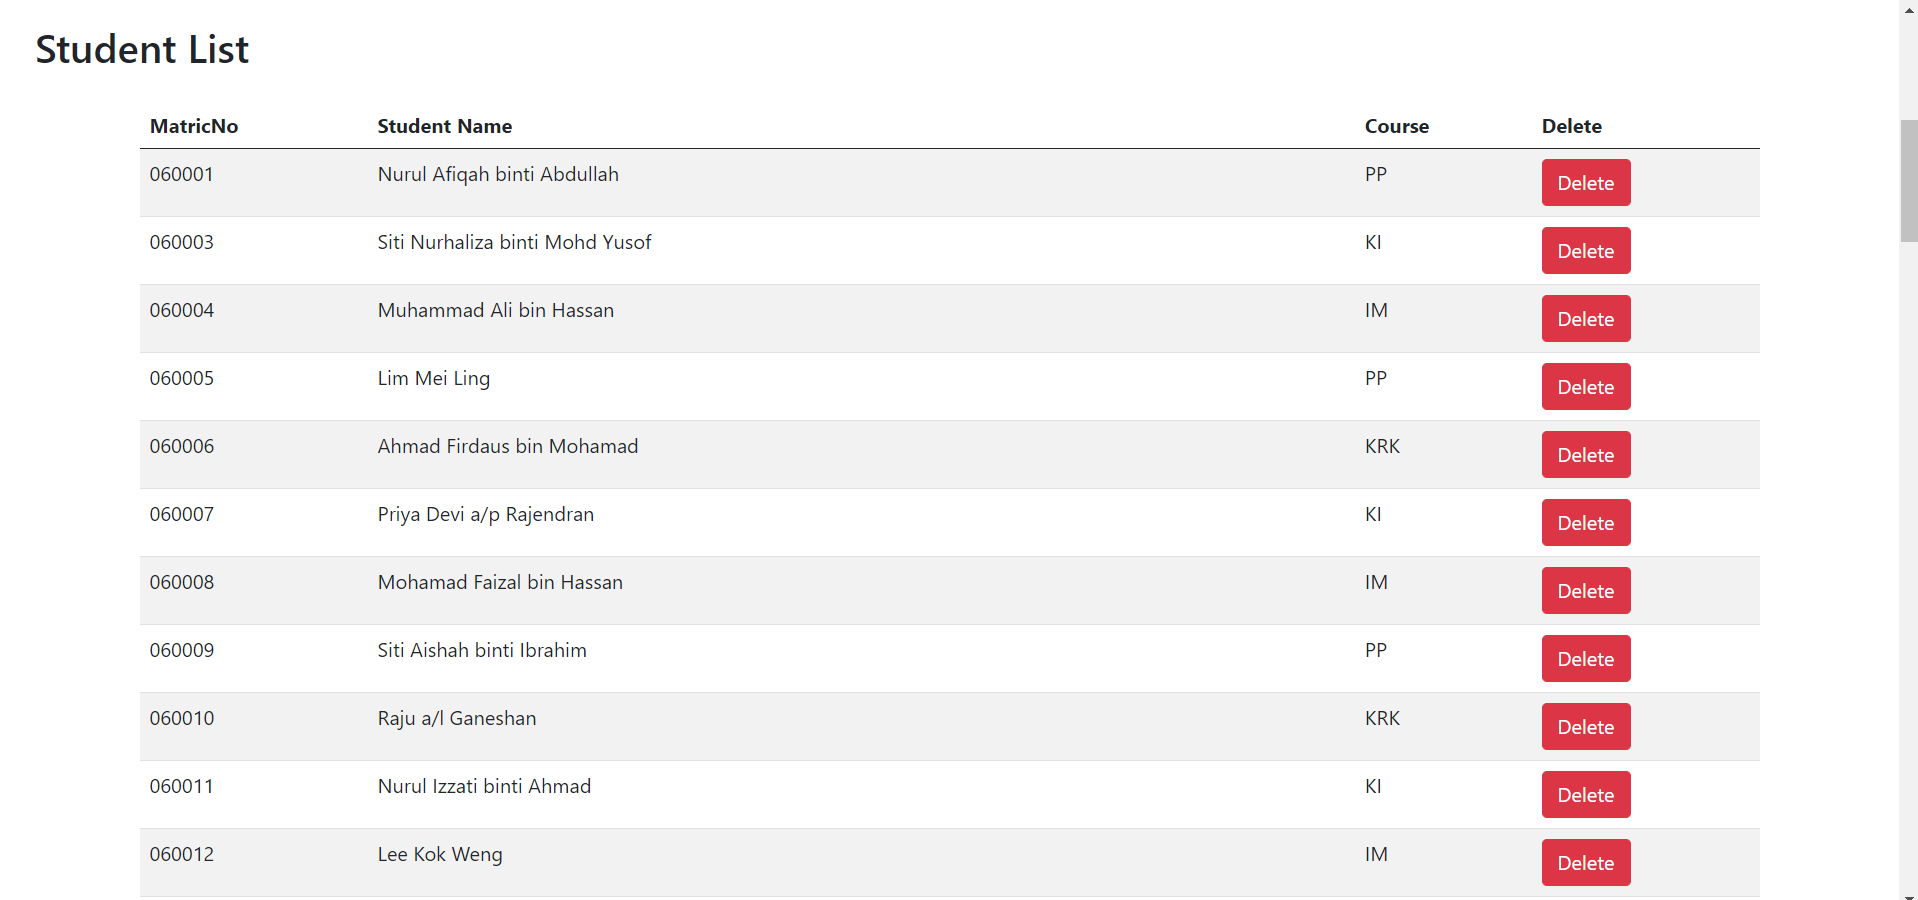 Student List
MatricNo Student Name Course Delete
060001 Nurul Afiqah binti Abdullah PP Delete
060003 Siti Nurhaliza binti Mohd Yusof KI Delete
060004 Muhammad Ali bin Hassan IM Delete
060005 Lim Mei Ling PP Delete
060006 Ahmad Firdaus bin Mohamad KRK Delete
060007 Priya Devi a/p Rajendran KI Delete
060008 Mohamad Faizal bin Hassan IM Delete
060009 Siti Aishah binti Ibrahim PP Delete
060010 Raju a/l Ganeshan KRK Delete
060011 Nurul Izzati binti Ahmad KI Delete
060012 Lee Kok Weng IM Delete